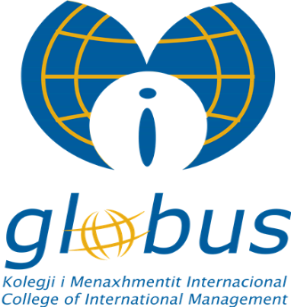 i
globus
Kolegji i Menaxhmentit Internacional
College of International Management